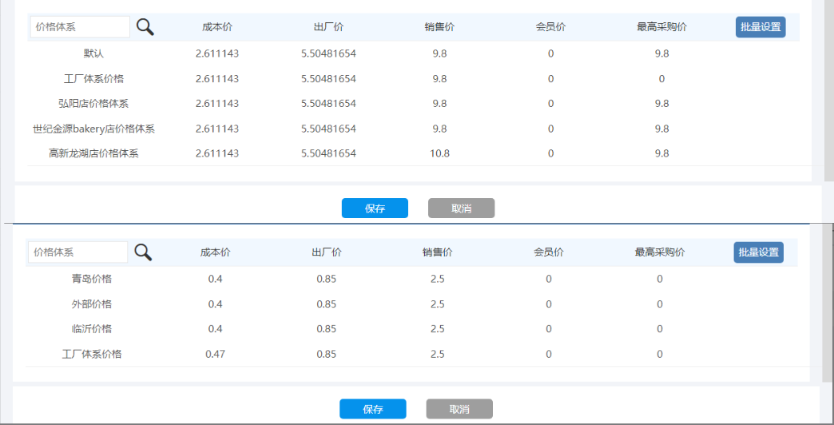 价格体系 成本价 出厂价 销售价 会员价 最高采购价 批量设置
默认 2.611143 5.50481654 9.8 0 9.8
工厂体系价格 2.611143 5.50481654 9.8 0 0
弘阳店价格体系 2.611143 5.50481654 9.8 0 9.8
世纪金源bakery店价格体系 2.611143 5.50481654 9.8 0 9.8
高新龙湖店价格体系 2.611143 5.50481654 10.8 0 9.8
保存 取消
价格体系 成本价 出厂价 销售价 会员价 最高采购价 批量设置
青岛价格 0.4 0.85 2.5 0 0
外部价格 0.4 0.85 2.5 0 0
临沂价格 0.4 0.85 2.5 0 0
工厂体系价格 0.47 0.85 2.5 0 0
保存 取消